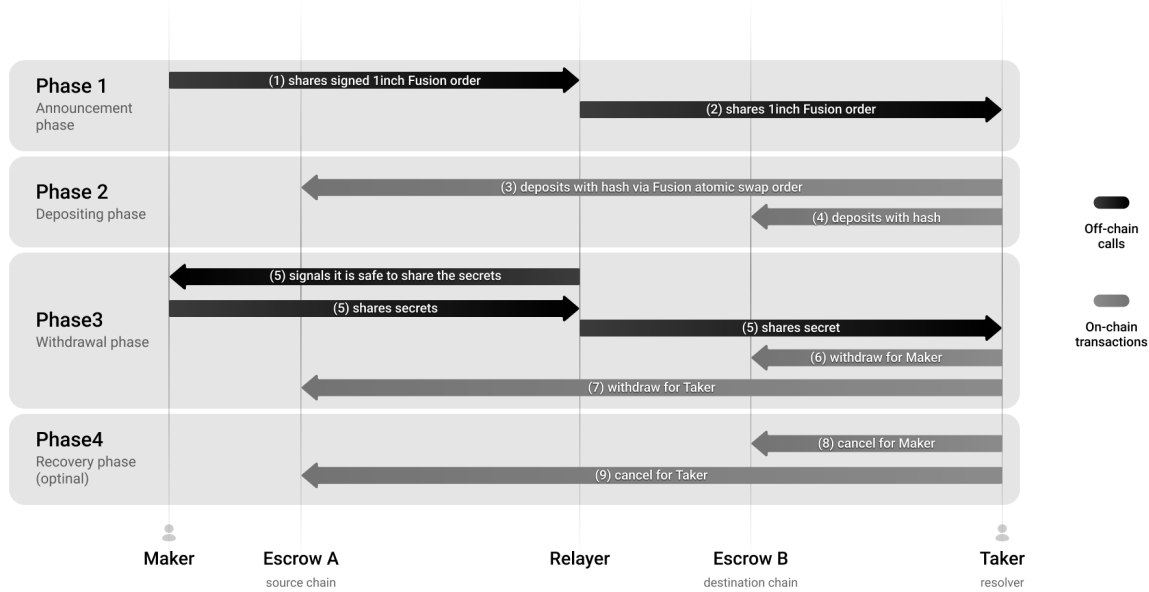 Phase 1
Announcement
phase
(1) shares signed 1inch Fusion order
(2) shares 1inch Fusion order
Phase 2
Depositing phase
(3) deposits with hash via Fusion atomic swap order
(4) deposits with hash
Phase3
Withdrawal phase
(5) signals it is safe to share the secrets
(5) shares secrets
(5) shares secret
(6) withdraw for Maker
(7) withdraw for Taker
Phase4
Recovery phase
(optinal)
(8) cancel for Maker
(9) cancel for Taker
Off-chain
calls
On-chain
transactions
Maker
Escrow A
source chain
Relayer
Escrow B
destination chain
Taker
resolver